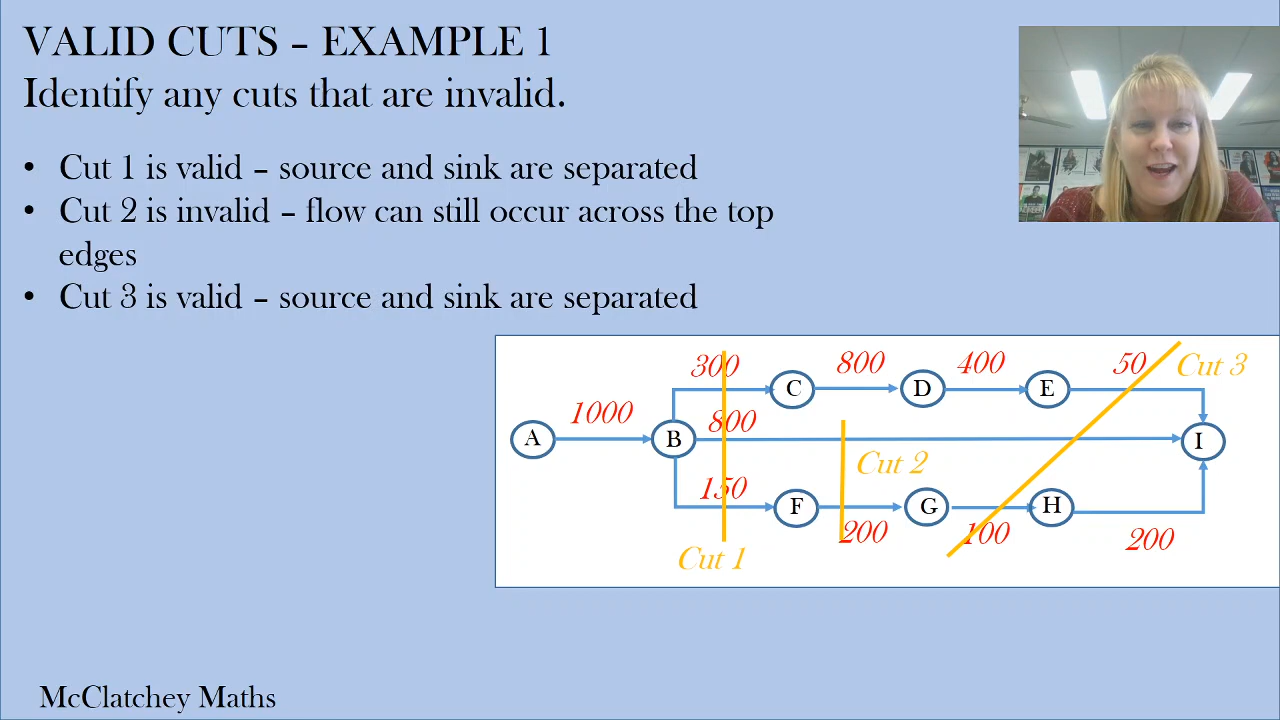 VALID CUTS – EXAMPLE 1
Identify any cuts that are invalid.
• Cut 1 is valid – source and sink are separated
• Cut 2 is invalid – flow can still occur across the top
edges
• Cut 3 is valid – source and sink are separated
300 800 400 50 Cut 3
C D E
1000 800
A B I
Cut 2
150
F G H
200 100 200
Cut 1
McClatchey Maths